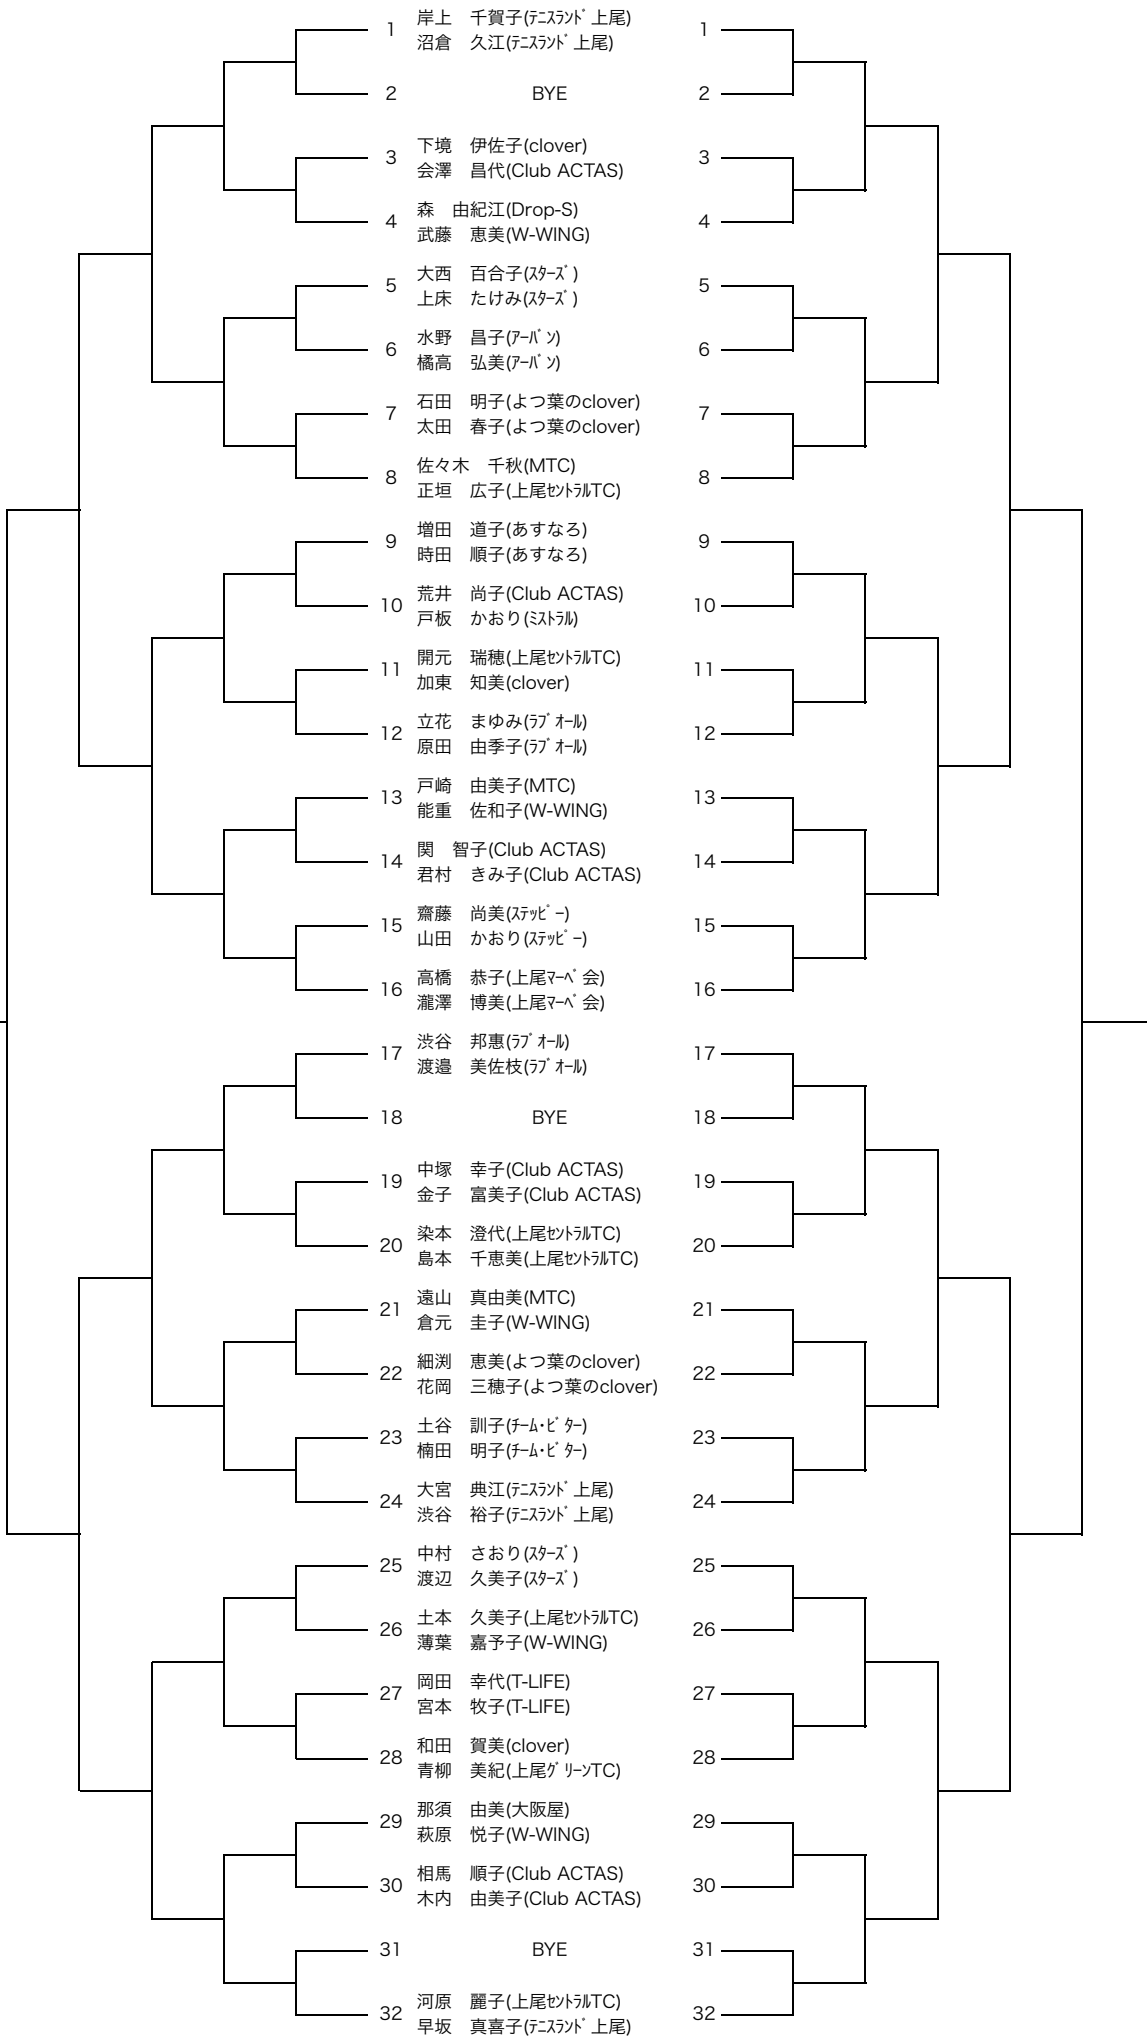 1 岸上　千賀子(ﾃﾆｽﾗﾝﾄﾞ上尾) 1
沼倉　久江(ﾃﾆｽﾗﾝﾄﾞ上尾)
2 BYE 2
3 下境　伊佐子(clover) 3
会澤　昌代(Club ACTAS)
4 森　由紀江(Drop-S) 4
武藤　恵美(W-WING)
5 大西　百合子(ｽﾀｰｽﾞ) 5
上床　たけみ(ｽﾀｰｽﾞ)
6 水野　昌子(ｱｰﾊﾞﾝ) 6
橘高　弘美(ｱｰﾊﾞﾝ)
7 石田　明子(よつ葉のclover) 7
太田　春子(よつ葉のclover)
8 佐々木　千秋(MTC) 8
正垣　広子(上尾ｾﾝﾄﾗﾙTC)
9 増田　道子(あすなろ) 9
時田　順子(あすなろ)
10 荒井　尚子(Club ACTAS) 10
戸板　かおり(ﾐｽﾄﾗﾙ)
11 開元　瑞穂(上尾ｾﾝﾄﾗﾙTC) 11
加東　知美(clover)
12 立花　まゆみ(ﾗﾌﾞｵｰﾙ) 12
原田　由季子(ﾗﾌﾞｵｰﾙ)
13 戸崎　由美子(MTC) 13
能重　佐和子(W-WING)
14 関　智子(Club ACTAS) 14
君村　きみ子(Club ACTAS)
15 齋藤　尚美(ｽﾃｯﾋﾟｰ) 15
山田　かおり(ｽﾃｯﾋﾟｰ)
16 高橋　恭子(上尾ﾏｰﾍﾞ会) 16
瀧澤　博美(上尾ﾏｰﾍﾞ会)
17 渋谷　邦惠(ﾗﾌﾞｵｰﾙ) 17
渡邉　美佐枝(ﾗﾌﾞｵｰﾙ)
18 BYE 18
19 中塚　幸子(Club ACTAS) 19
金子　富美子(Club ACTAS)
20 染本　澄代(上尾ｾﾝﾄﾗﾙTC) 20
島本　千恵美(上尾ｾﾝﾄﾗﾙTC)
21 遠山　真由美(MTC) 21
倉元　圭子(W-WING)
22 細渕　恵美(よつ葉のclover) 22
花岡　三穂子(よつ葉のclover)
23 土谷　訓子(ﾁｰﾑ･ﾋﾞﾀｰ) 23
楠田　明子(ﾁｰﾑ･ﾋﾞﾀｰ)
24 大宮　典江(ﾃﾆｽﾗﾝﾄﾞ上尾) 24
渋谷　裕子(ﾃﾆｽﾗﾝﾄﾞ上尾)
25 中村　さおり(ｽﾀｰｽﾞ) 25
渡辺　久美子(ｽﾀｰｽﾞ)
26 土本　久美子(上尾ｾﾝﾄﾗﾙTC) 26
薄葉　嘉予子(W-WING)
27 岡田　幸代(T-LIFE) 27
宮本　牧子(T-LIFE)
28 和田　賀美(clover) 28
青柳　美紀(上尾ｸﾞﾘｰﾝTC)
29 那須　由美(大阪屋) 29
萩原　悦子(W-WING)
30 相馬　順子(Club ACTAS) 30
木内　由美子(Club ACTAS)
31 BYE 31
32 河原　麗子(上尾ｾﾝﾄﾗﾙTC) 32
早坂　真喜子(ﾃﾆｽﾗﾝﾄﾞ上尾)